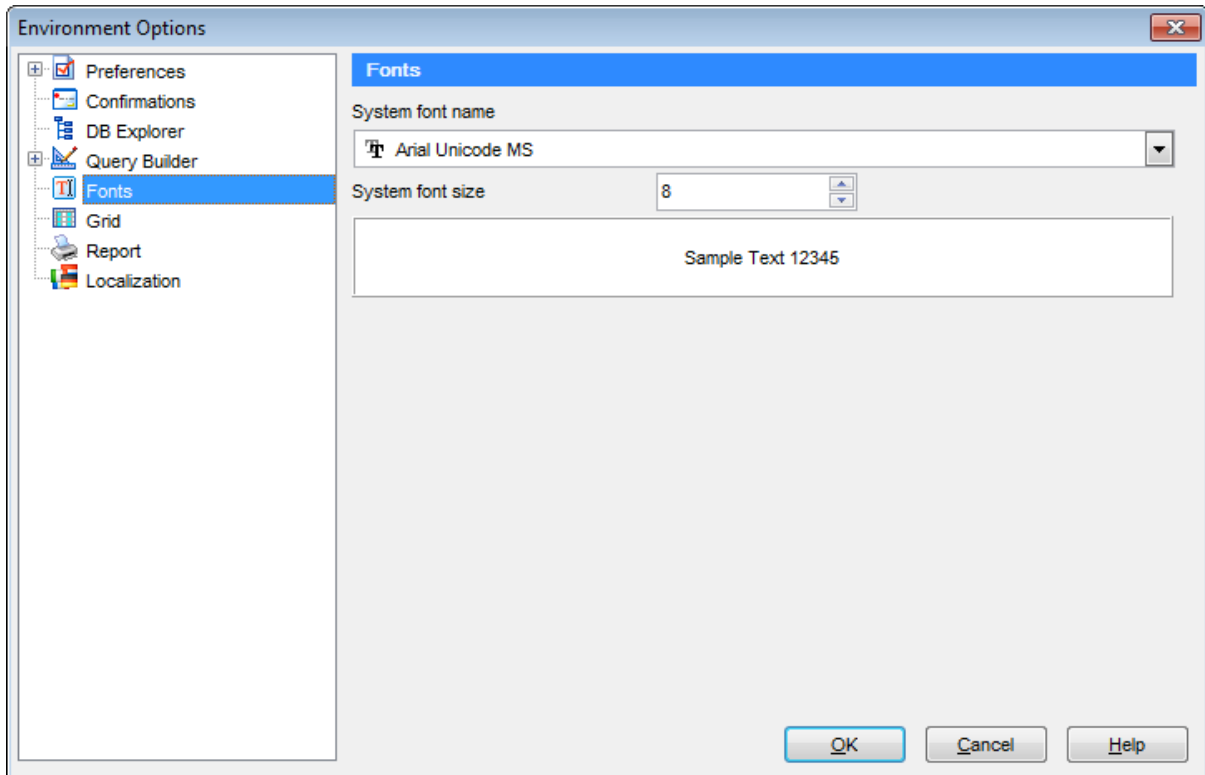 Environment Options
Preferences
Confirmations
DB Explorer
Query Builder
Fonts
Grid
Report
Localization
Fonts
System font name
Arial Unicode MS
System font size 8
Sample Text 12345
OK Cancel Help